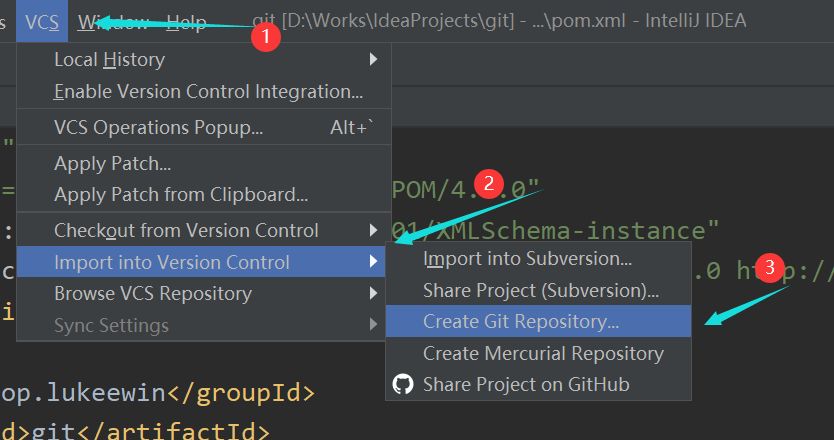 s VCS Window Help git [D:\Works\IdeaProjects\git] - ...\pom.xml - IntelliJ IDEA
1
Local History
Enable Version Control Integration...
VCS Operations Popup... Alt+`
"
Apply Patch...
2
= Apply Patch from Clipboard... POM/4. .0"
: Checkout from Version Control 01/XMLSchema-instance"
c Import into Version Control Import into Subversion... .0 http://
3
i Browse VCS Repository Share Project (Subversion)...
Sync Settings Create Git Repository...
Create Mercurial Repository
Share Project on GitHub
op.lukeewin</groupId>
d>git</artifactId>